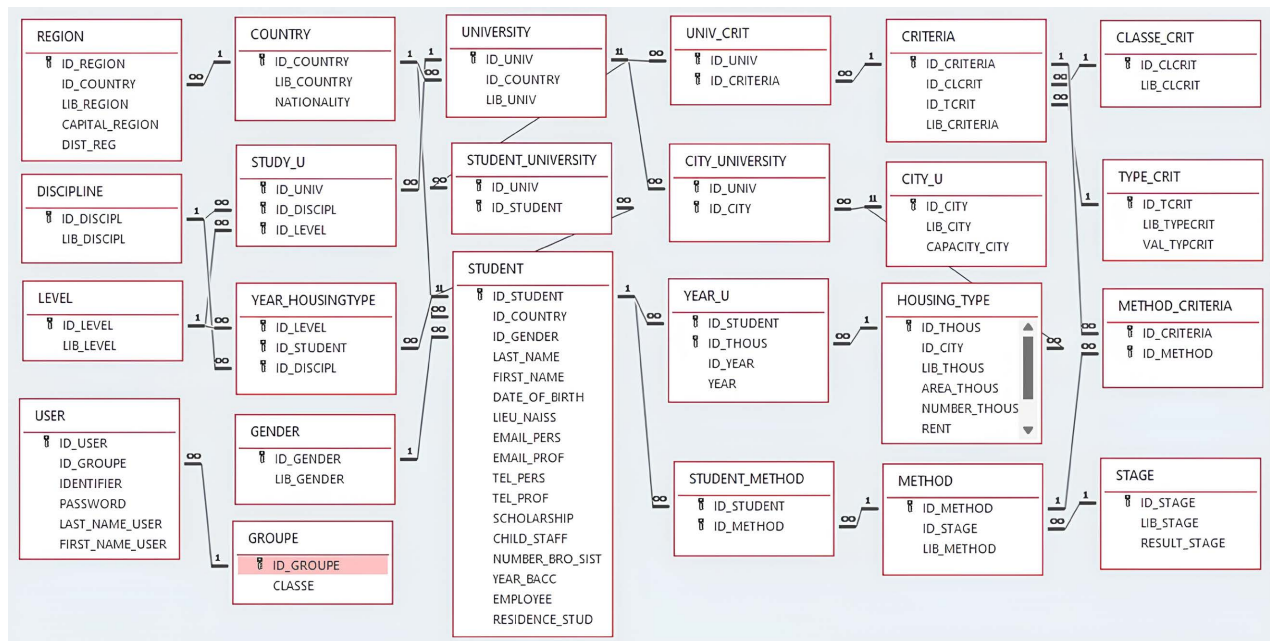 REGION
ID_REGION
ID_COUNTRY
LIB_REGION
CAPITAL_REGION
DIST_REG
COUNTRY
ID_COUNTRY
LIB_COUNTRY
NATIONALITY
UNIVERSITY
ID_UNIV
ID_COUNTRY
LIB_UNIV
UNIV_CRIT
ID_UNIV
ID_CRITERIA
CRITERIA
ID_CRITERIA
ID_CLCRIT
ID_TCRIT
LIB_CRITERIA
CLASSE_CRIT
ID_CLCRIT
LIB_CLCRIT
DISCIPLINE
ID_DISCIPL
LIB_DISCIPL
STUDY_U
ID_UNIV
ID_DISCIPL
ID_LEVEL
STUDENT_UNIVERSITY
ID_UNIV
ID_STUDENT
CITY_UNIVERSITY
ID_UNIV
ID_CITY
CITY_U
ID_CITY
LIB_CITY
CAPACITY_CITY
TYPE_CRIT
ID_TCRIT
LIB_TYPECRIT
VAL_TYPCRIT
LEVEL
ID_LEVEL
LIB_LEVEL
YEAR_HOUSINGTYPE
ID_LEVEL
ID_STUDENT
ID_DISCIPL
STUDENT
ID_STUDENT
ID_COUNTRY
ID_GENDER
LAST_NAME
FIRST_NAME
DATE_OF_BIRTH
LIEU_NAISS
EMAIL_PERS
EMAIL_PROF
TEL_PERS
TEL_PROF
SCHOLARSHIP
CHILD_STAFF
NUMBER_BRO_SIST
YEAR_BACC
EMPLOYEE
RESIDENCE_STUD
YEAR_U
ID_STUDENT
ID_THOUS
ID_YEAR
YEAR
HOUSING_TYPE
ID_THOUS
ID_CITY
LIB_THOUS
AREA_THOUS
NUMBER_THOUS
RENT
METHOD_CRITERIA
ID_CRITERIA
ID_METHOD
USER
ID_USER
ID_GROUPE
IDENTIFIER
PASSWORD
LAST_NAME_USER
FIRST_NAME_USER
GENDER
ID_GENDER
LIB_GENDER
GROUPE
ID_GROUPE
CLASSE
STUDENT_METHOD
ID_STUDENT
ID_METHOD
METHOD
ID_METHOD
ID_STAGE
LIB_METHOD
STAGE
ID_STAGE
LIB_STAGE
RESULT_STAGE